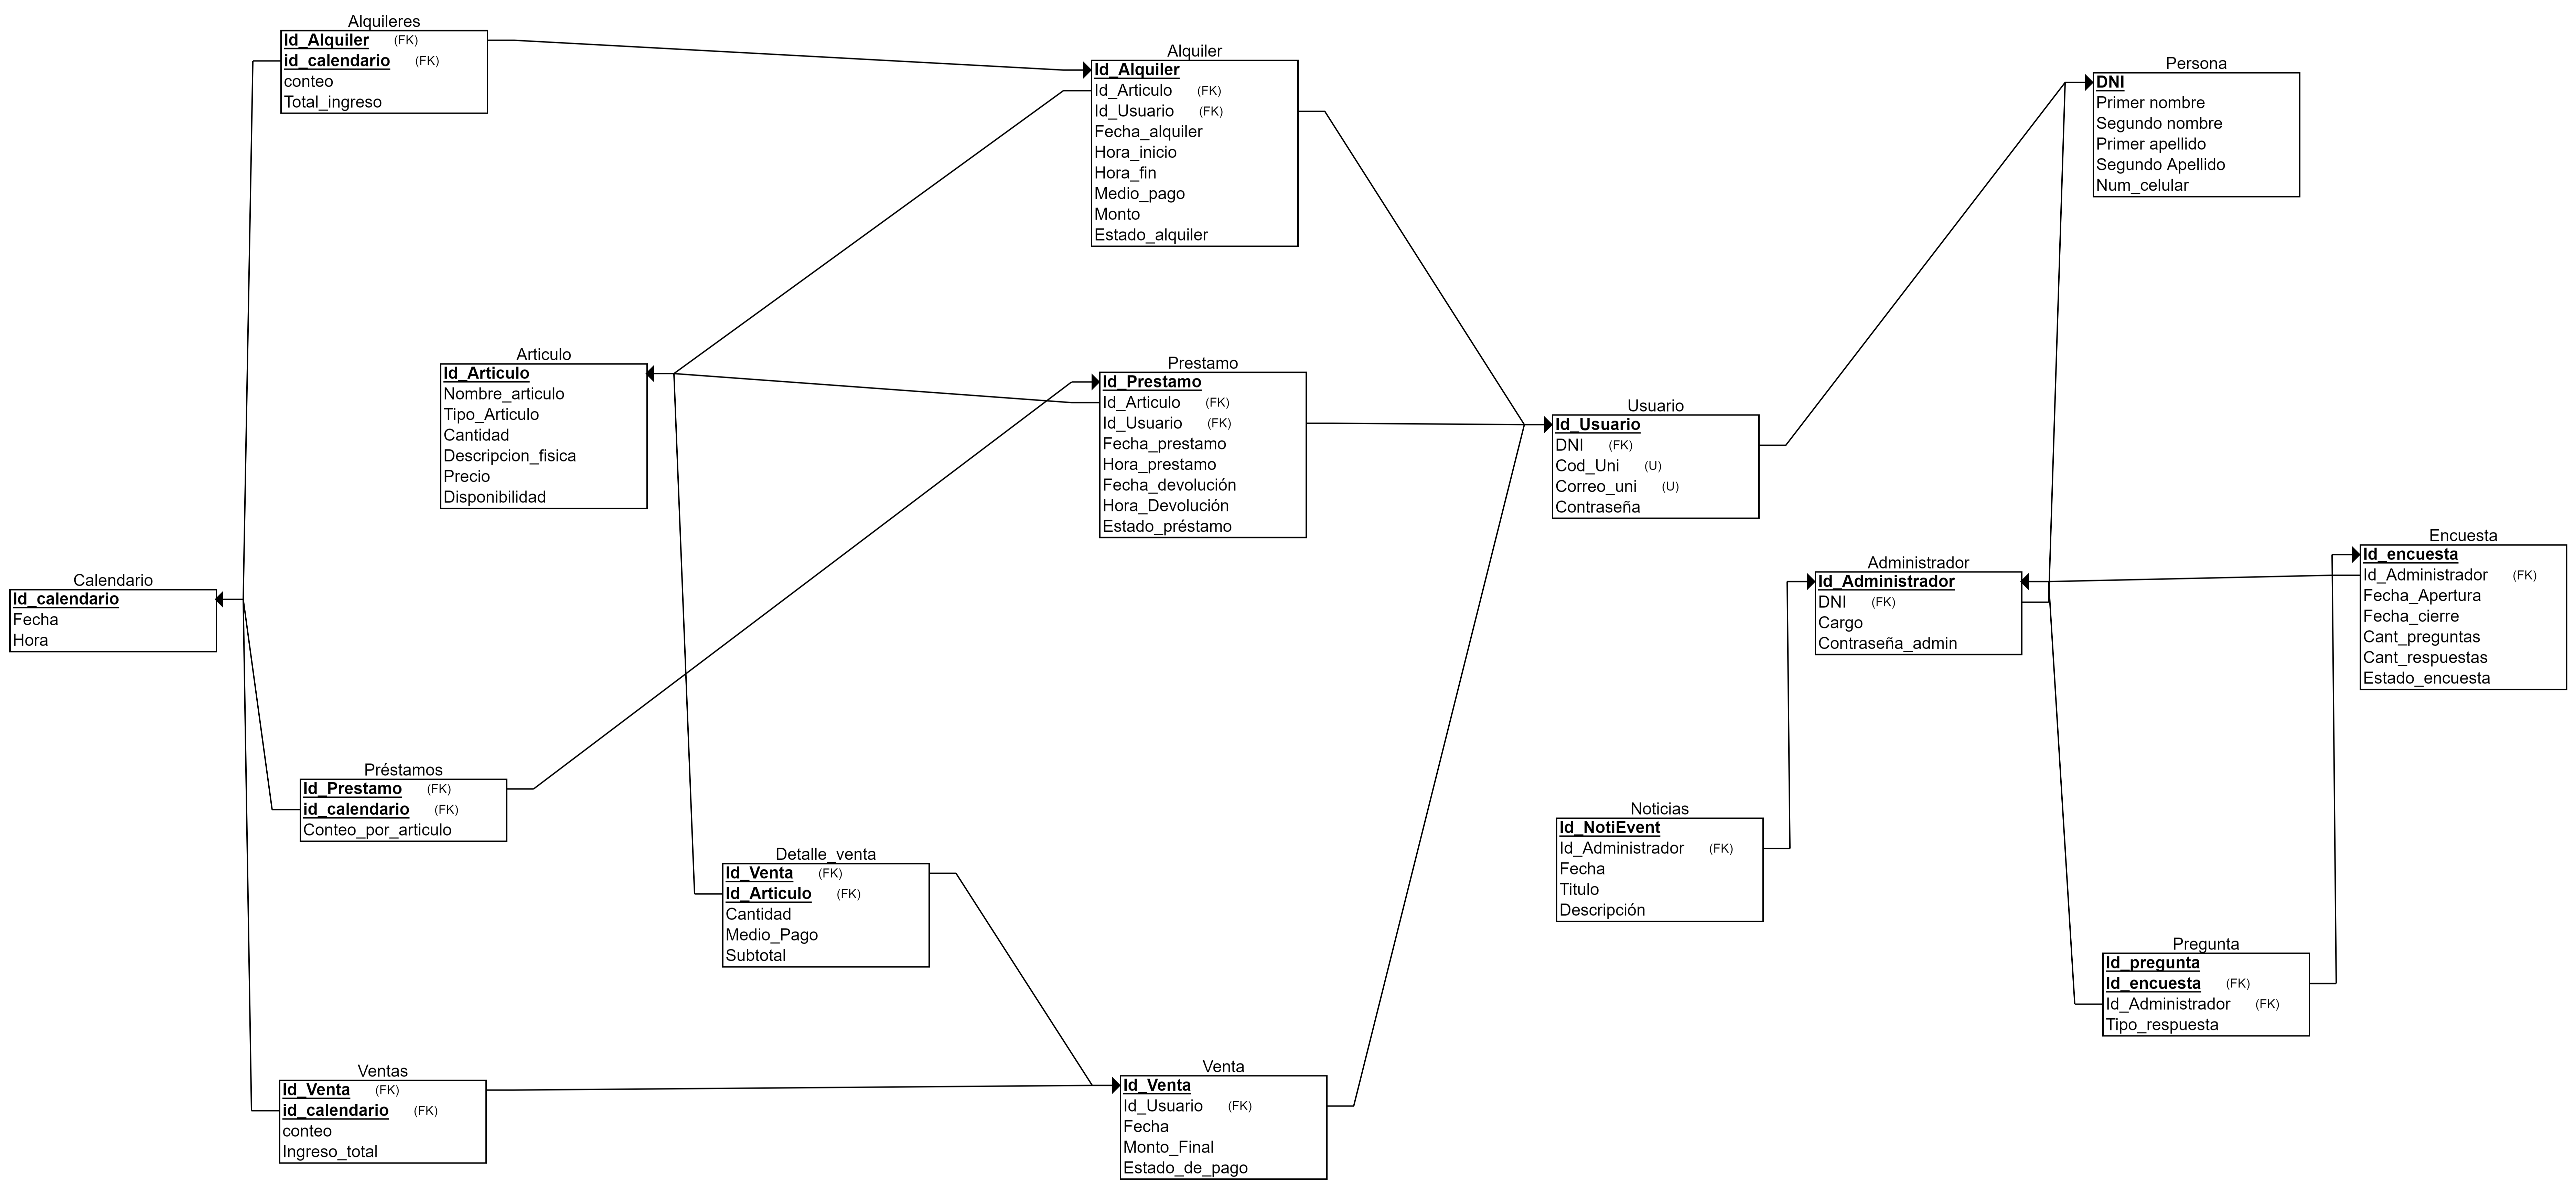 Alquileres
Id_Alquiler (FK)
id_calendario (FK)
conteo
Total_ingreso
Alquiler
Id_Alquiler
Id_Articulo (FK)
Id_Usuario (FK)
Fecha_alquiler
Hora_inicio
Hora_fin
Medio_pago
Monto
Estado_alquiler
Persona
DNI
Primer nombre
Segundo nombre
Primer apellido
Segundo Apellido
Num_celular
Articulo
Id_Articulo
Nombre_articulo
Tipo_Articulo
Cantidad
Descripcion_fisica
Precio
Disponibilidad
Prestamo
Id_Prestamo
Id_Articulo (FK)
Id_Usuario (FK)
Fecha_prestamo
Hora_prestamo
Fecha_devolución
Hora_Devolución
Estado_préstamo
Usuario
Id_Usuario
DNI (FK)
Cod_Uni (U)
Correo_uni (U)
Contraseña
Encuesta
Id_encuesta
Id_Administrador (FK)
Fecha_Apertura
Fecha_cierre
Cant_preguntas
Cant_respuestas
Estado_encuesta
Administrador
Id_Administrador
DNI (FK)
Cargo
Contraseña_admin
Calendario
Id_calendario
Fecha
Hora
Préstamos
Id_Prestamo (FK)
id_calendario (FK)
Conteo_por_articulo
Noticias
Id_NotiEvent
Id_Administrador (FK)
Fecha
Titulo
Descripción
Detalle_venta
Id_Venta (FK)
Id_Articulo (FK)
Cantidad
Medio_Pago
Subtotal
Pregunta
Id_pregunta
Id_encuesta (FK)
Id_Administrador (FK)
Tipo_respuesta
Ventas
Id_Venta (FK)
id_calendario (FK)
conteo
Ingreso_total
Venta
Id_Venta
Id_Usuario (FK)
Fecha
Monto_Final
Estado_de_pago